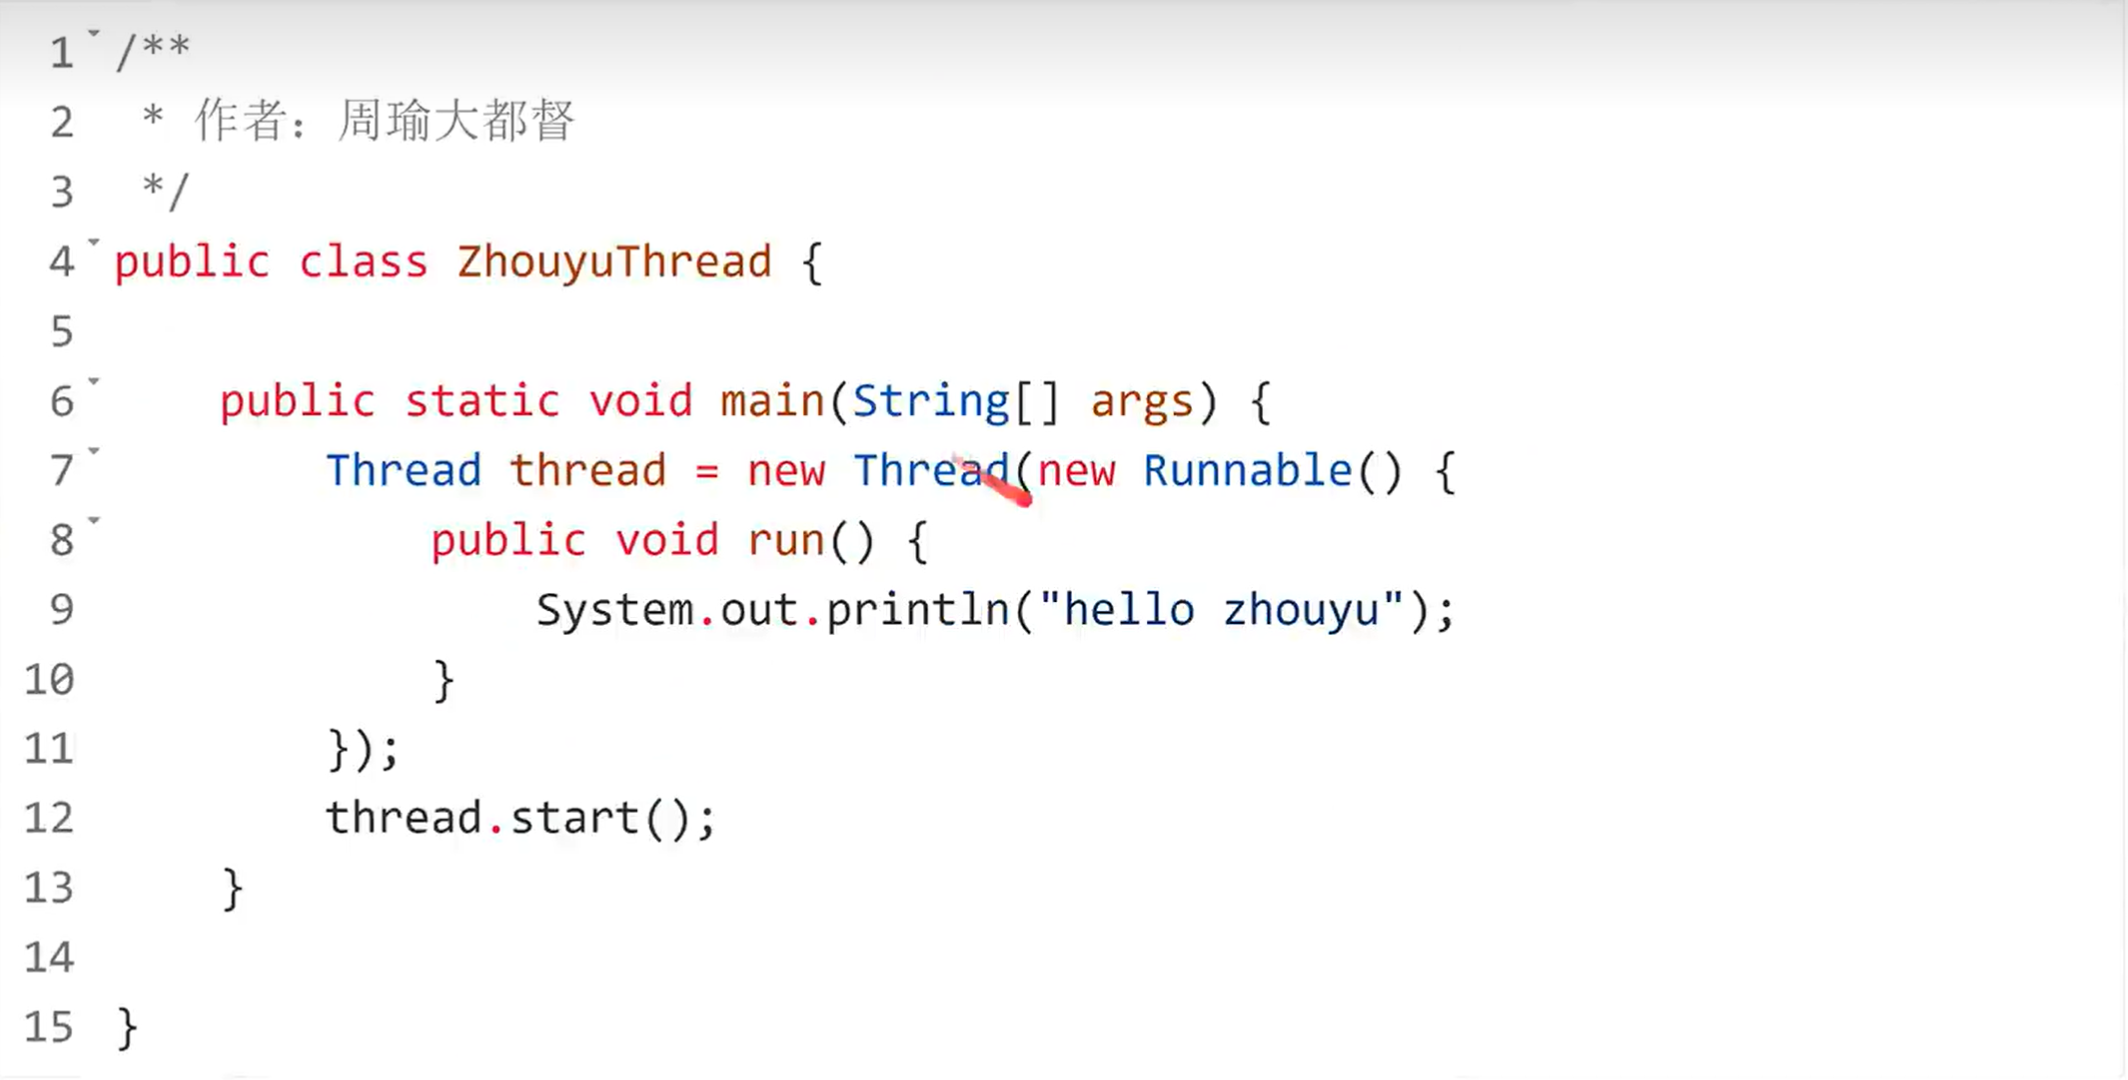 1 /**
2  * 作者：周瑜大都督
3  */
4 public class ZhouyuThread {
5
6     public static void main(String[] args) {
7         Thread thread = new Thread(new Runnable() {
8             public void run() {
9                 System.out.println("hello zhouyu");
10             }
11         });
12         thread.start();
13     }
14
15 }